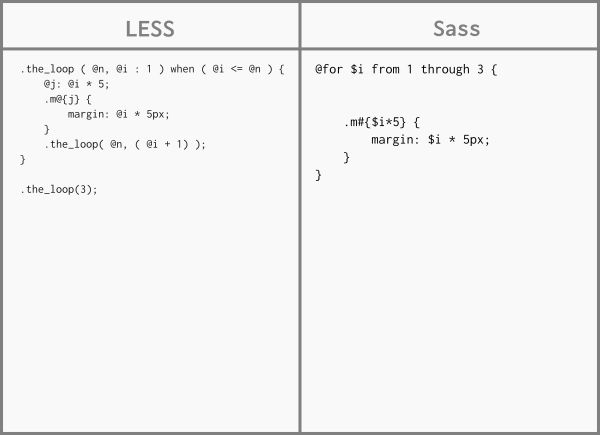 LESS
.the_loop ( @n, @i : 1 ) when ( @i <= @n ) {
    @j: @i * 5;
    .m@{j} {
        margin: @i * 5px;
    }
    .the_loop( @n, ( @i + 1) );
}
.the_loop(3);
Sass
@for $i from 1 through 3 {
    .m#{$i*5} {
        margin: $i * 5px;
    }
}